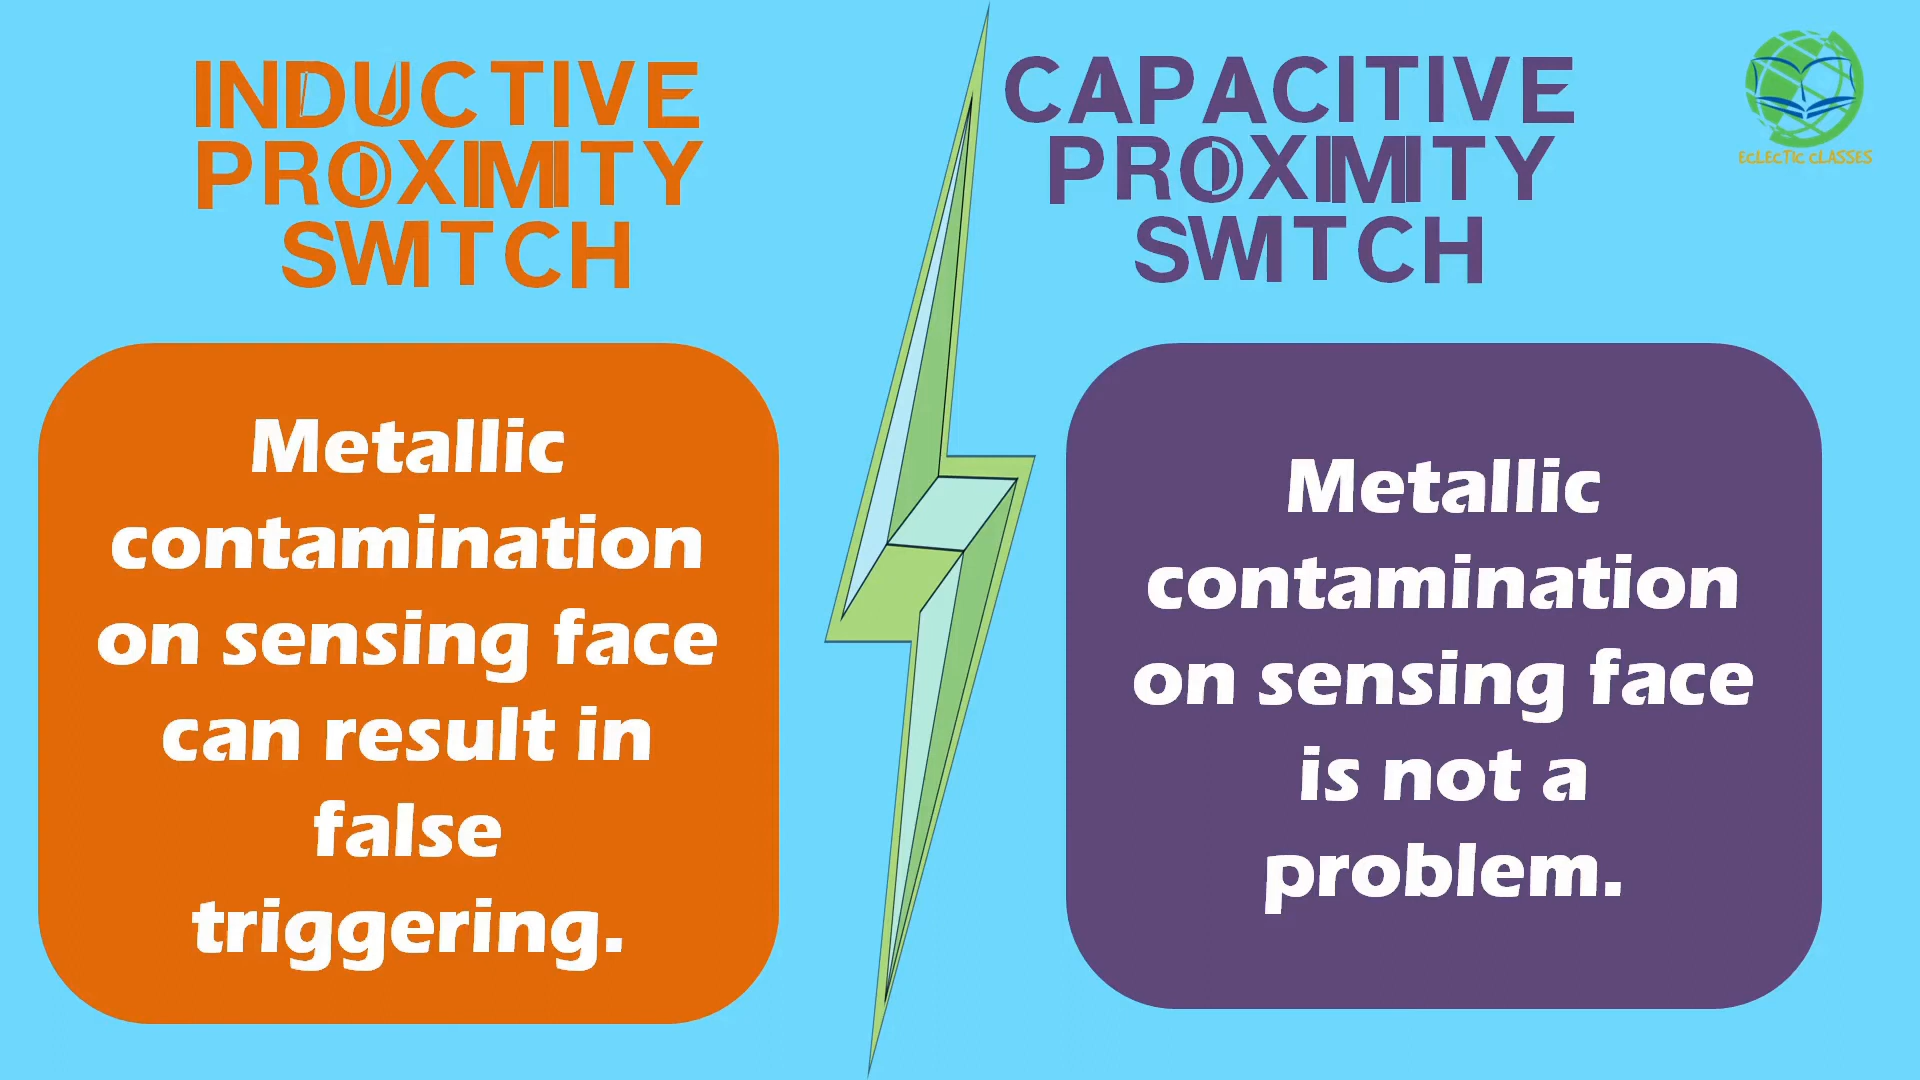 INDUCTIVE
PROXIMITY
SWITCH
CAPACITIVE
PROXIMITY
SWITCH
ECLECTIC CLASSES
Metallic
contamination
on sensing face
can result in
false
triggering.
Metallic
contamination
on sensing face
is not a
problem.